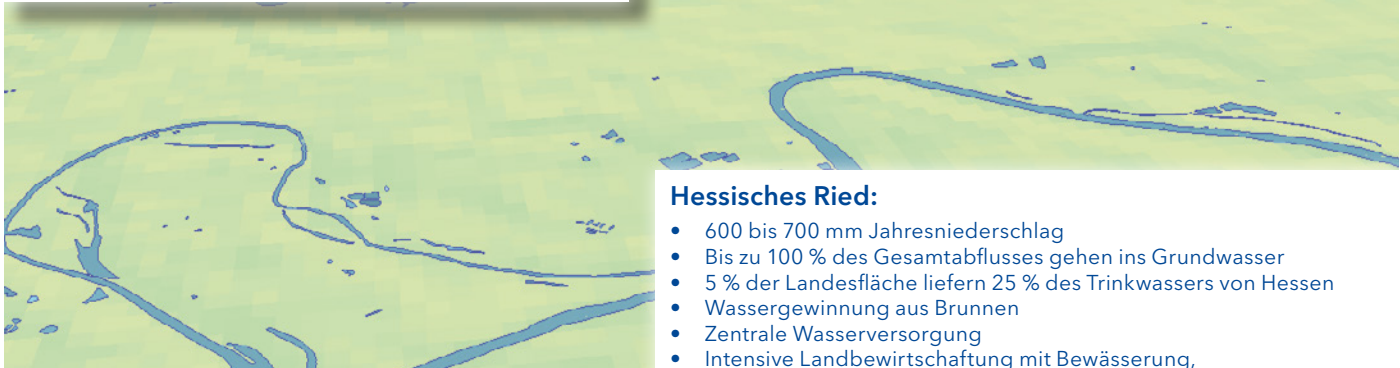 Hessisches Ried:
• 600 bis 700 mm Jahresniederschlag
• Bis zu 100 % des Gesamtabflusses gehen ins Grundwasser
• 5 % der Landesfläche liefern 25 % des Trinkwassers von Hessen
• Wassergewinnung aus Brunnen
• Zentrale Wasserversorgung
• Intensive Landbewirtschaftung mit Bewässerung,